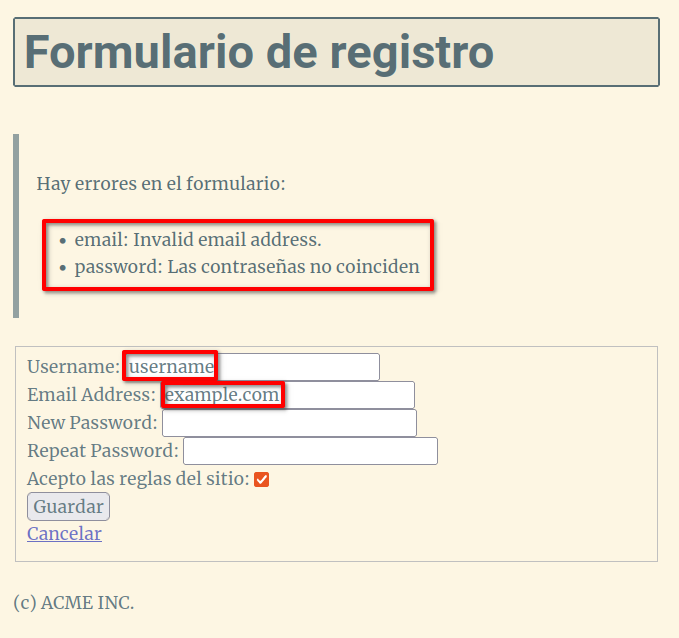 Formulario de registro
Hay errores en el formulario:
• email: Invalid email address.
• password: Las contraseñas no coinciden
Username: username
Email Address: example.com
New Password:
Repeat Password:
Acepto las reglas del sitio:
Guardar
Cancelar
(c) ACME INC.